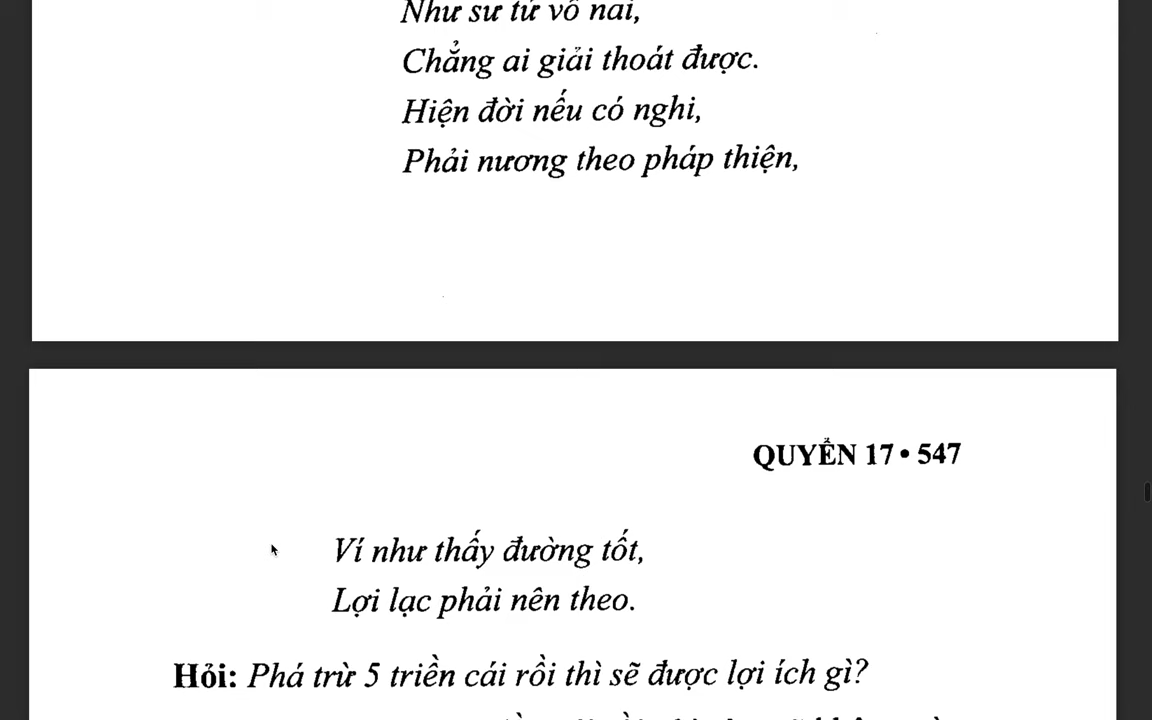 Như sư tử vồ nai,
Chẳng ai giải thoát được.
Hiện đời nếu có nghi,
Phải nương theo pháp thiện,
QUYỂN 17 • 547
Ví như thấy đường tốt,
Lợi lạc phải nên theo.
Hỏi: Phá trừ 5 triền cái rồi thì sẽ được lợi ích gì?